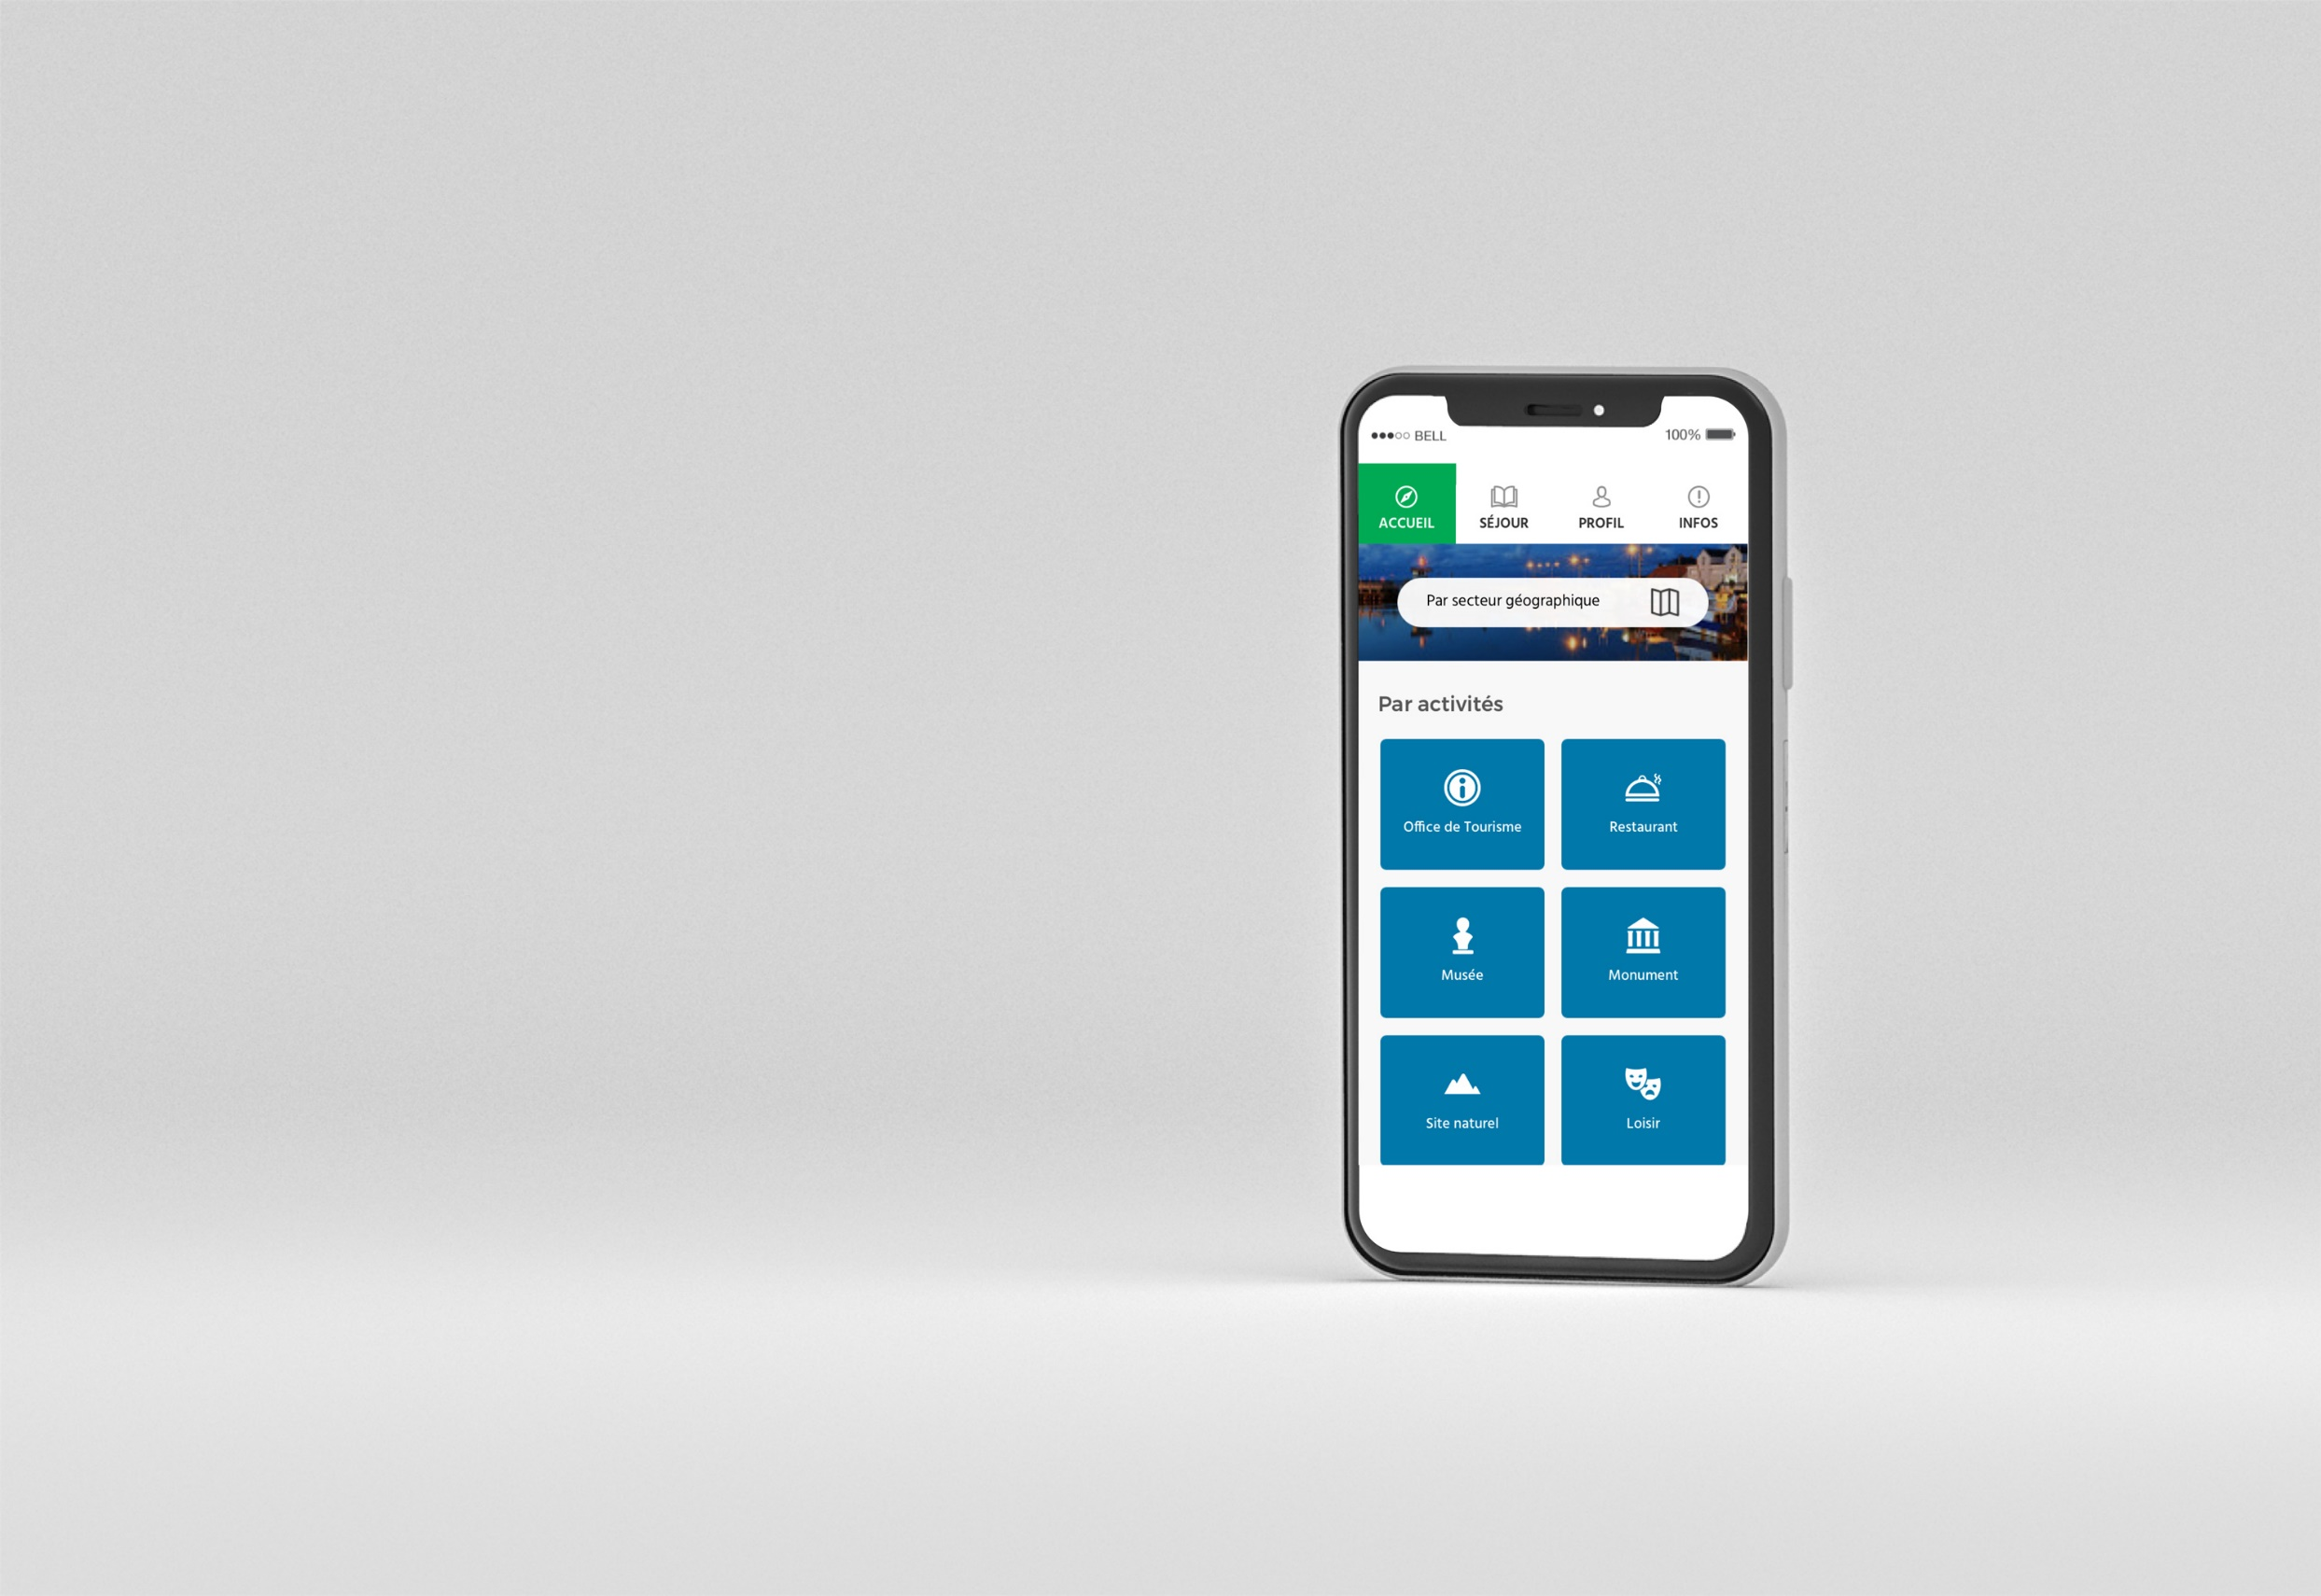 BELL 100%
ACCUEIL SÉJOUR PROFIL INFOS
Par secteur géographique
Par activités
Office de Tourisme Restaurant
Musée Monument
Site naturel Loisir